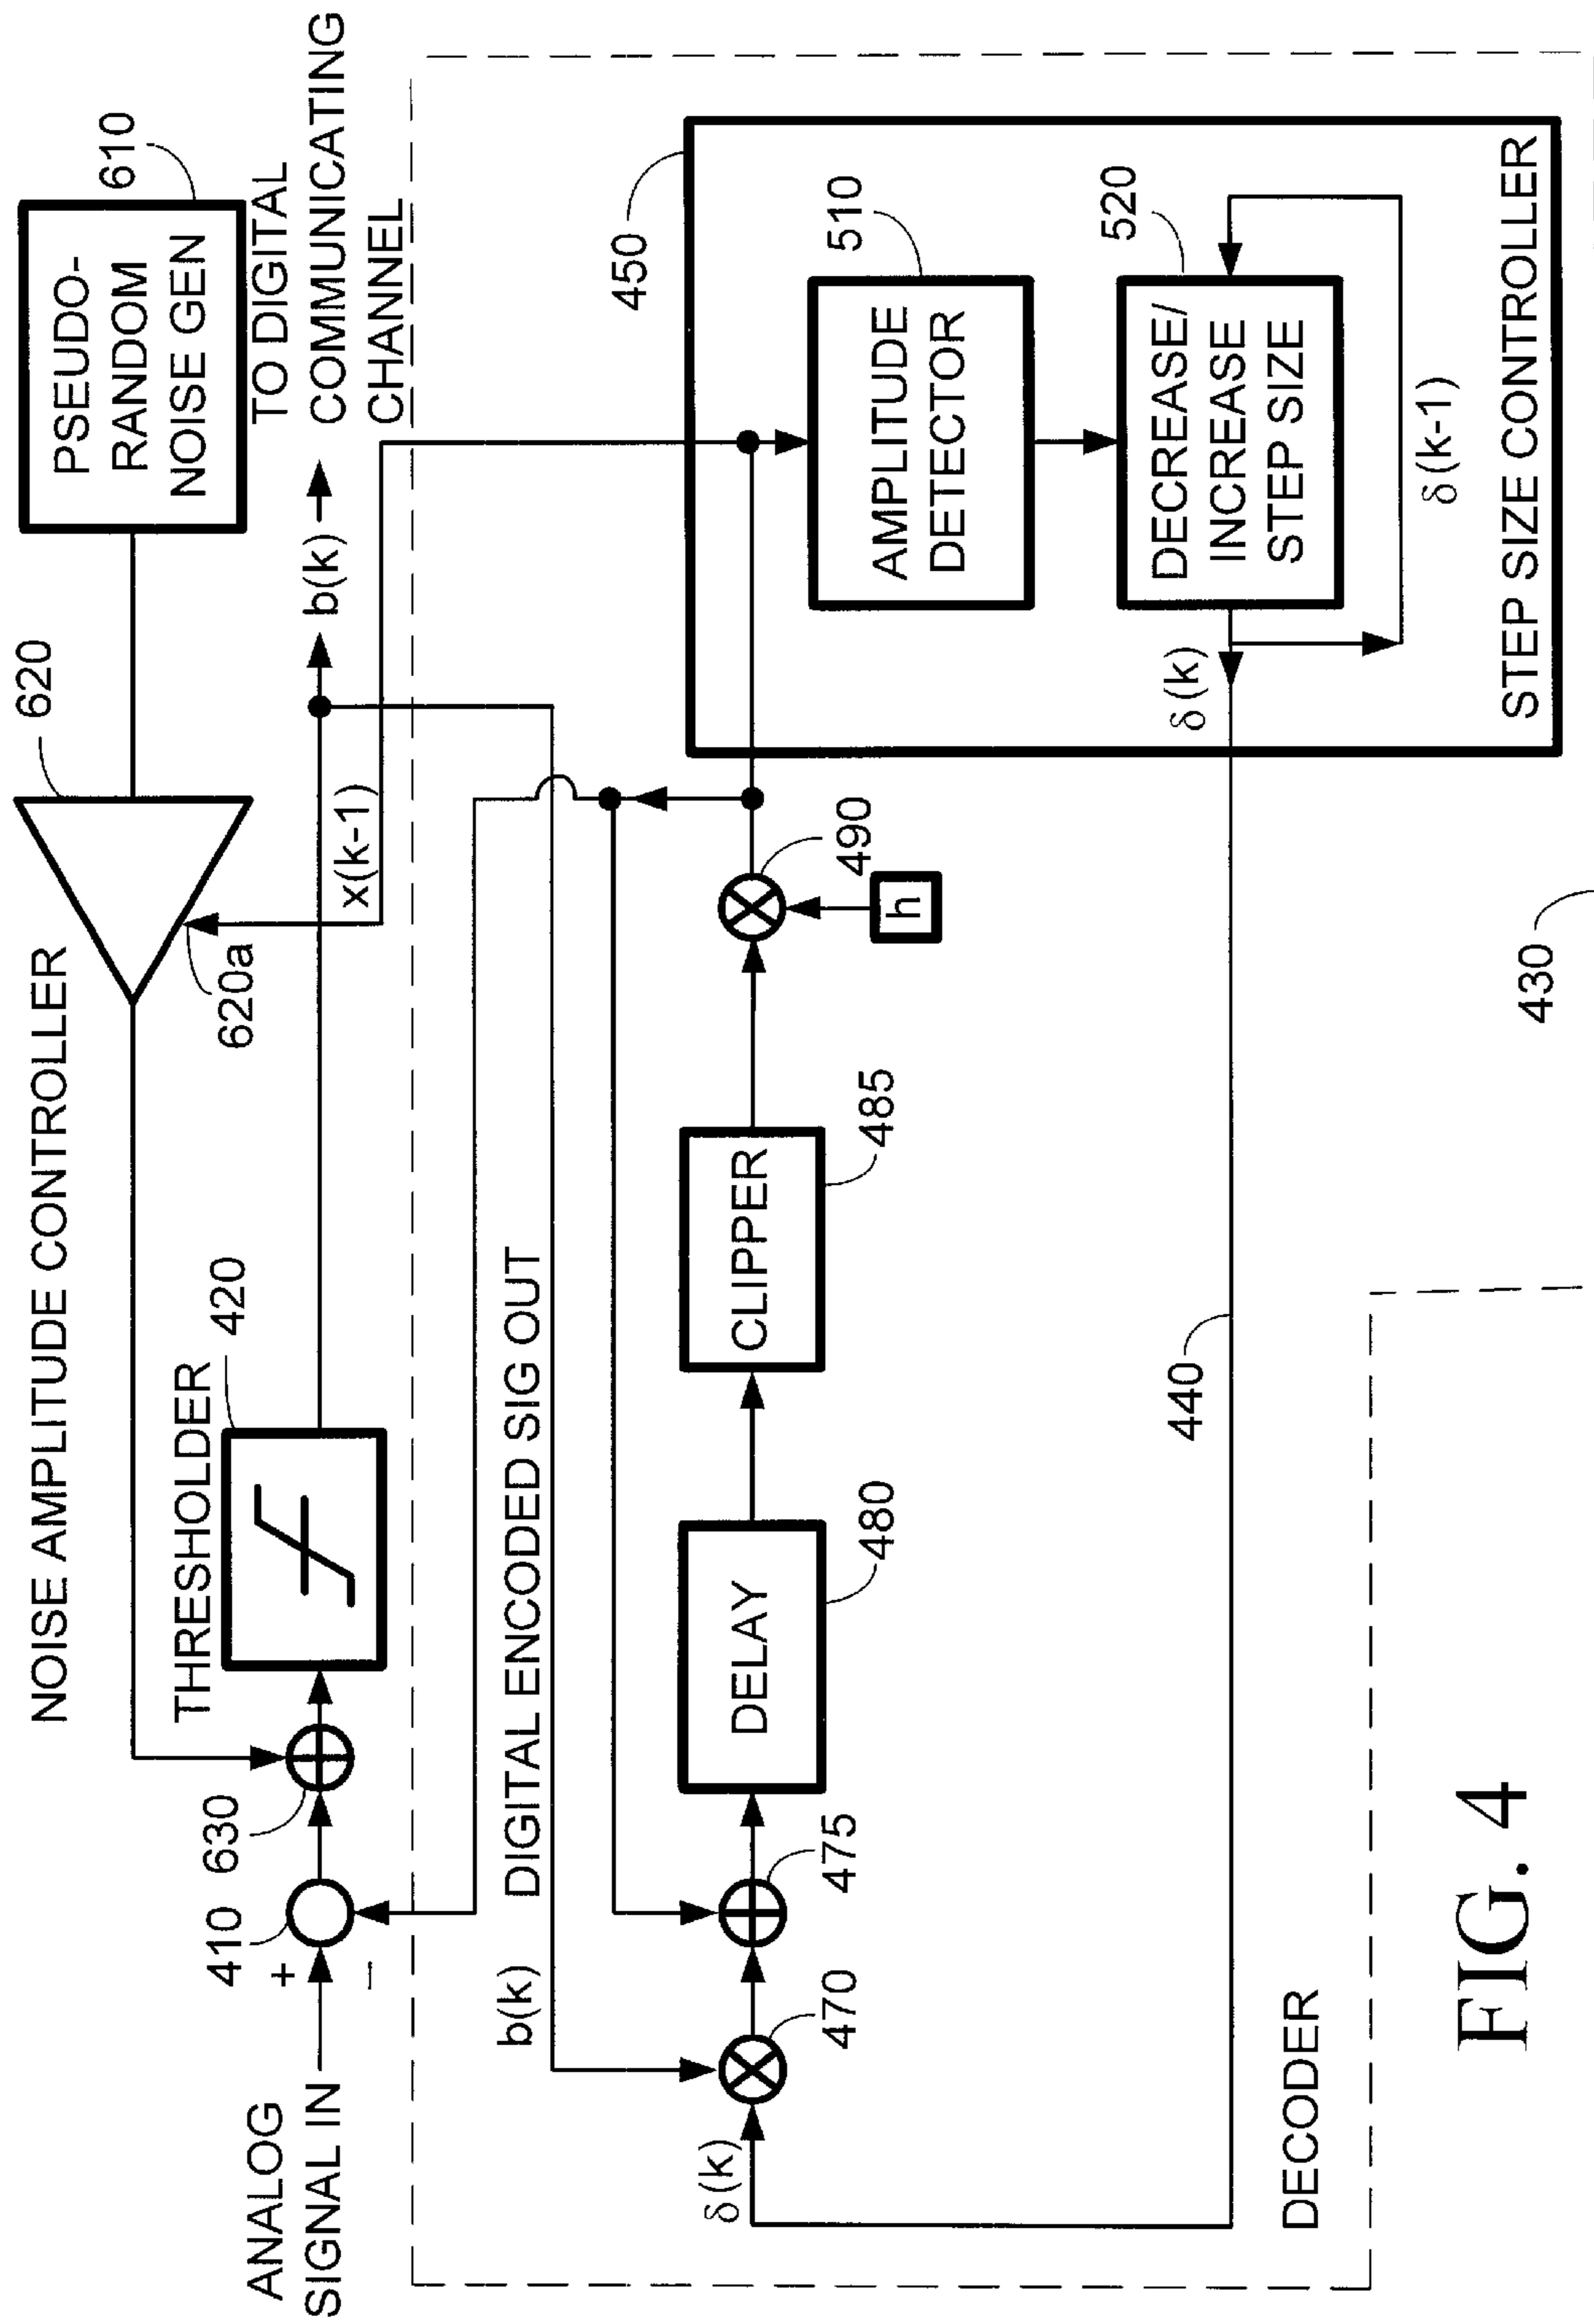 NOISE AMPLITUDE CONTROLLER
620
PSEUDO-
RANDOM
NOISE GEN
610
THRESHOLDER
420
620a
630
410
+
–
ANALOG
SIGNAL IN
x(k-1)
b(k)
TO DIGITAL
COMMUNICATING
CHANNEL
b(k)
DIGITAL ENCODED SIG OUT
450
δ(k)
470
475
DELAY
480
CLIPPER
485
490
h
AMPLITUDE
DETECTOR
510
DECREASE/
INCREASE
STEP SIZE
520
δ(k)
δ(k-1)
STEP SIZE CONTROLLER
440
DECODER
430
FIG. 4